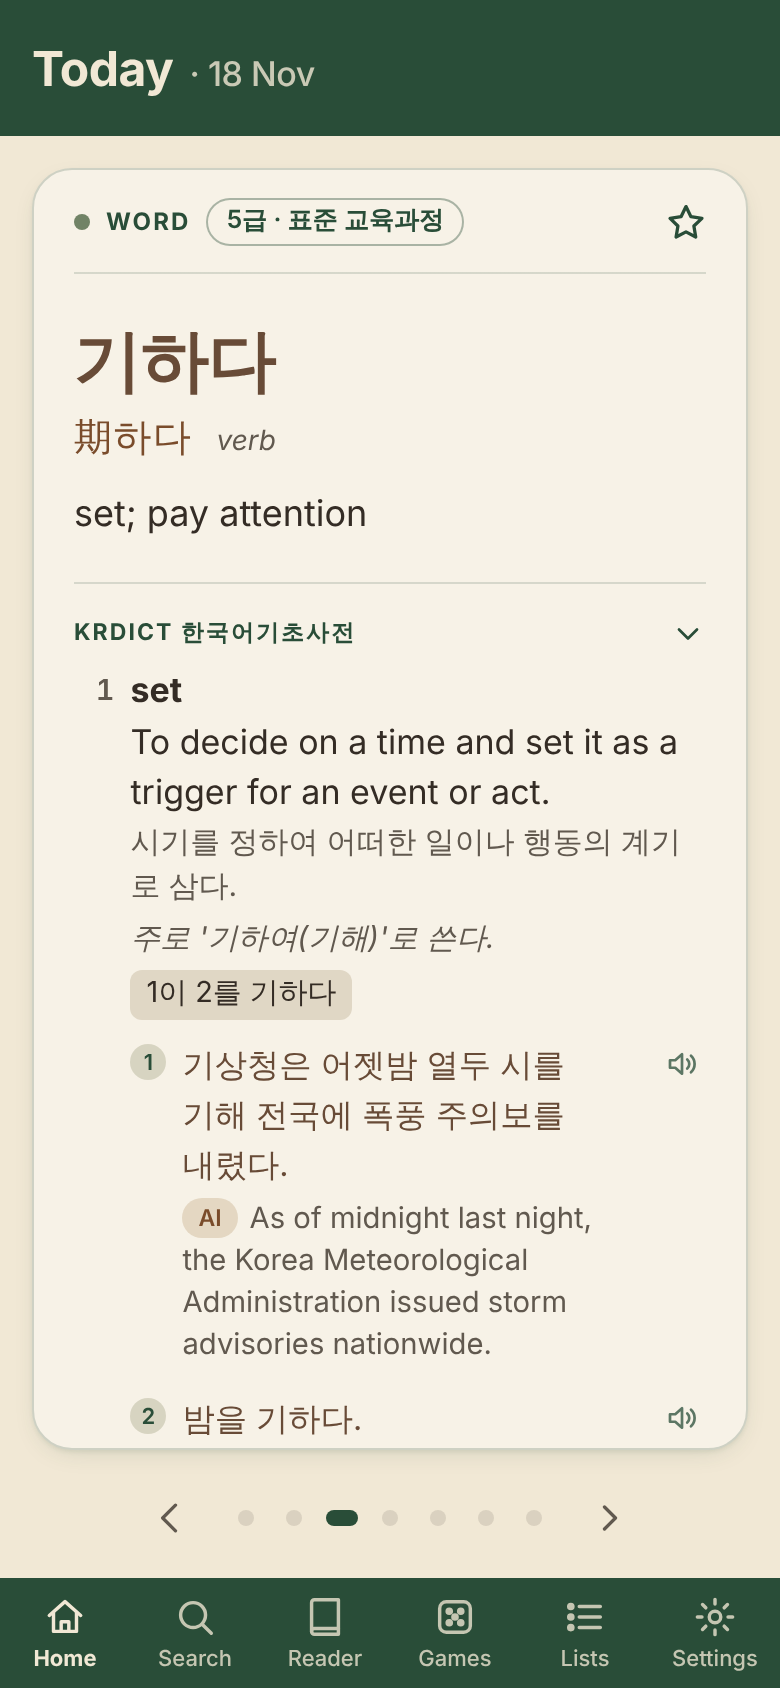 Today · 18 Nov
WORD 5급 · 표준 교육과정
기하다
期하다 verb
set; pay attention
KRDICT 한국어기초사전
1 set
To decide on a time and set it as a
trigger for an event or act.
시기를 정하여 어떠한 일이나 행동의 계기
로 삼다.
주로 '기하여(기해)'로 쓴다.
1이 2를 기하다
1 기상청은 어젯밤 열두 시를
기해 전국에 폭풍 주의보를
내렸다.
AI As of midnight last night,
the Korea Meteorological
Administration issued storm
advisories nationwide.
2 밤을 기하다.
Home Search Reader Games Lists Settings